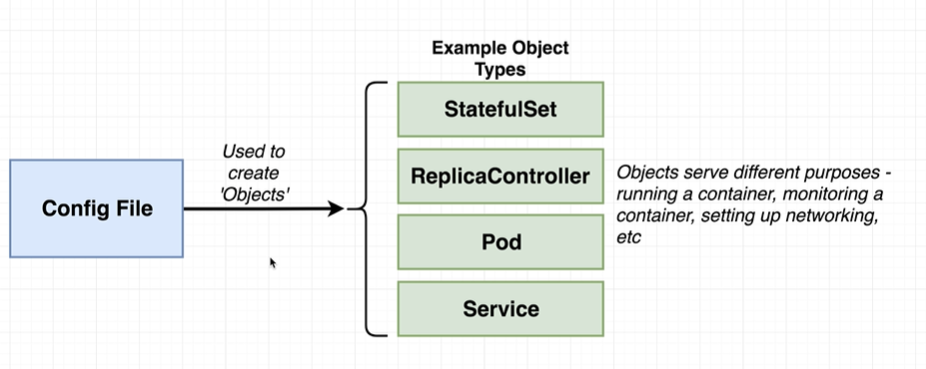 Example Object
Types
StatefulSet
Used to
create
'Objects'
ReplicaController
Objects serve different purposes -
running a container, monitoring a
container, setting up networking,
etc
Config File
Pod
Service